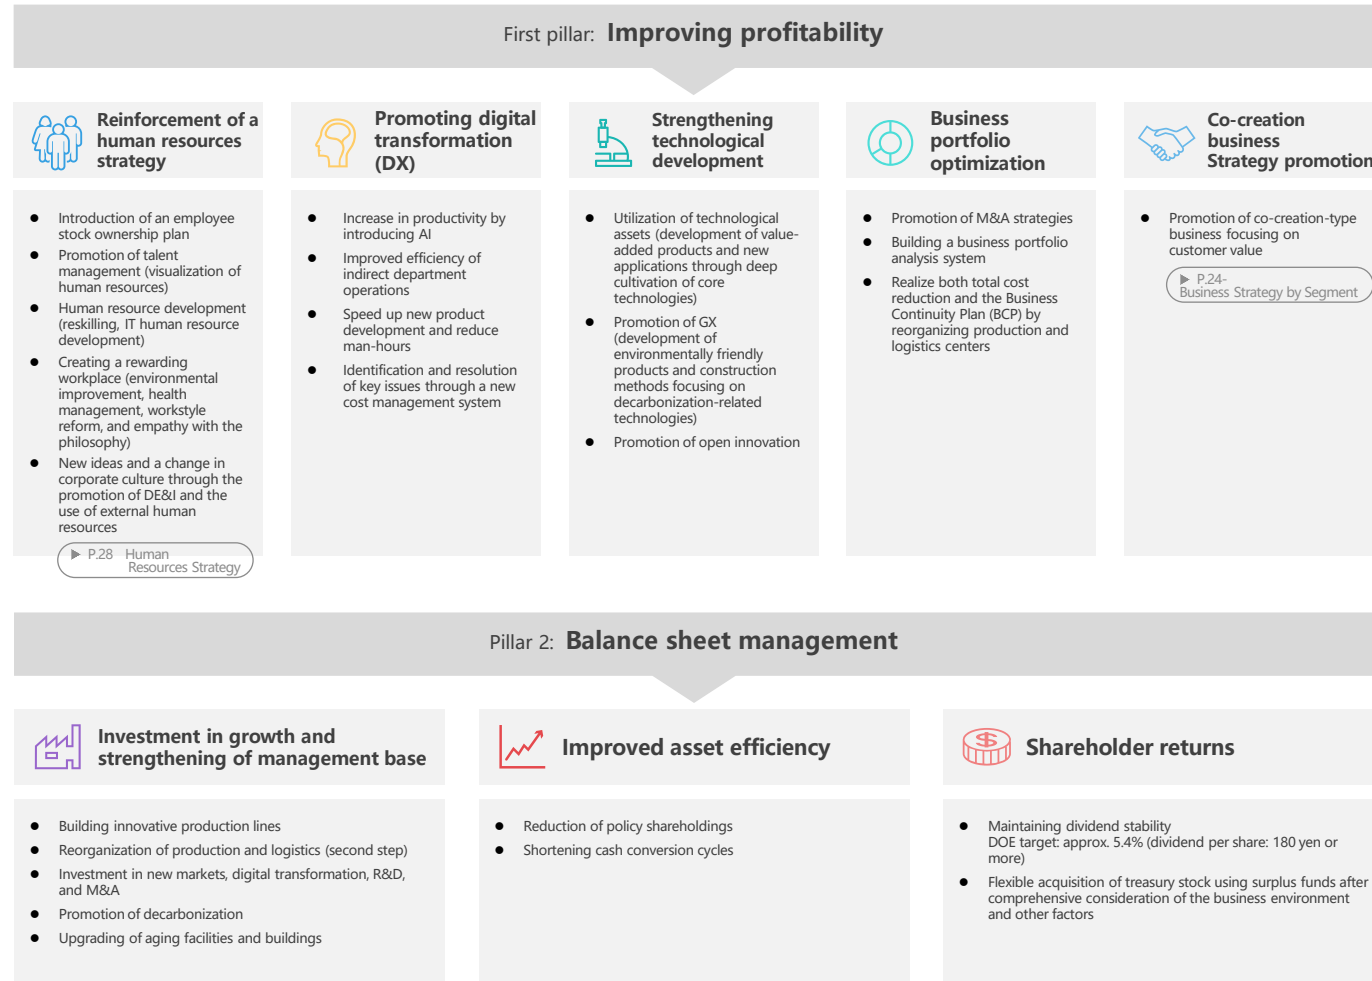 First pillar: Improving profitability
Reinforcement of a
human resources
strategy
Introduction of an employee
stock ownership plan
Promotion of talent
management (visualization of
human resources)
Human resource development
(reskilling, IT human resource
development)
Creating a rewarding
workplace (environmental
improvement, health
management, workstyle
reform, and empathy with the
philosophy)
New ideas and a change in
corporate culture through the
promotion of DE&I and the
use of external human
resources
▶ P.28 Human
Resources Strategy
Promoting digital
transformation
(DX)
Increase in productivity by
introducing AI
Improved efficiency of
indirect department
operations
Speed up new product
development and reduce
man-hours
Identification and resolution
of key issues through a new
cost management system
Strengthening
technological
development
Utilization of technological
assets (development of value-
added products and new
applications through deep
cultivation of core
technologies)
Promotion of GX
(development of
environmentally friendly
products and construction
methods focusing on
decarbonization-related
technologies)
Promotion of open innovation
Business
portfolio
optimization
Promotion of M&A strategies
Building a business portfolio
analysis system
Realize both total cost
reduction and the Business
Continuity Plan (BCP) by
reorganizing production and
logistics centers
Co-creation
business
Strategy promotion
Promotion of co-creation-type
business focusing on
customer value
▶ P.24-
Business Strategy by Segment
Pillar 2: Balance sheet management
Investment in growth and
strengthening of management base
Building innovative production lines
Reorganization of production and logistics (second step)
Investment in new markets, digital transformation, R&D,
and M&A
Promotion of decarbonization
Upgrading of aging facilities and buildings
Improved asset efficiency
Reduction of policy shareholdings
Shortening cash conversion cycles
Shareholder returns
Maintaining dividend stability
DOE target: approx. 5.4% (dividend per share: 180 yen or
more)
Flexible acquisition of treasury stock using surplus funds after
comprehensive consideration of the business environment
and other factors